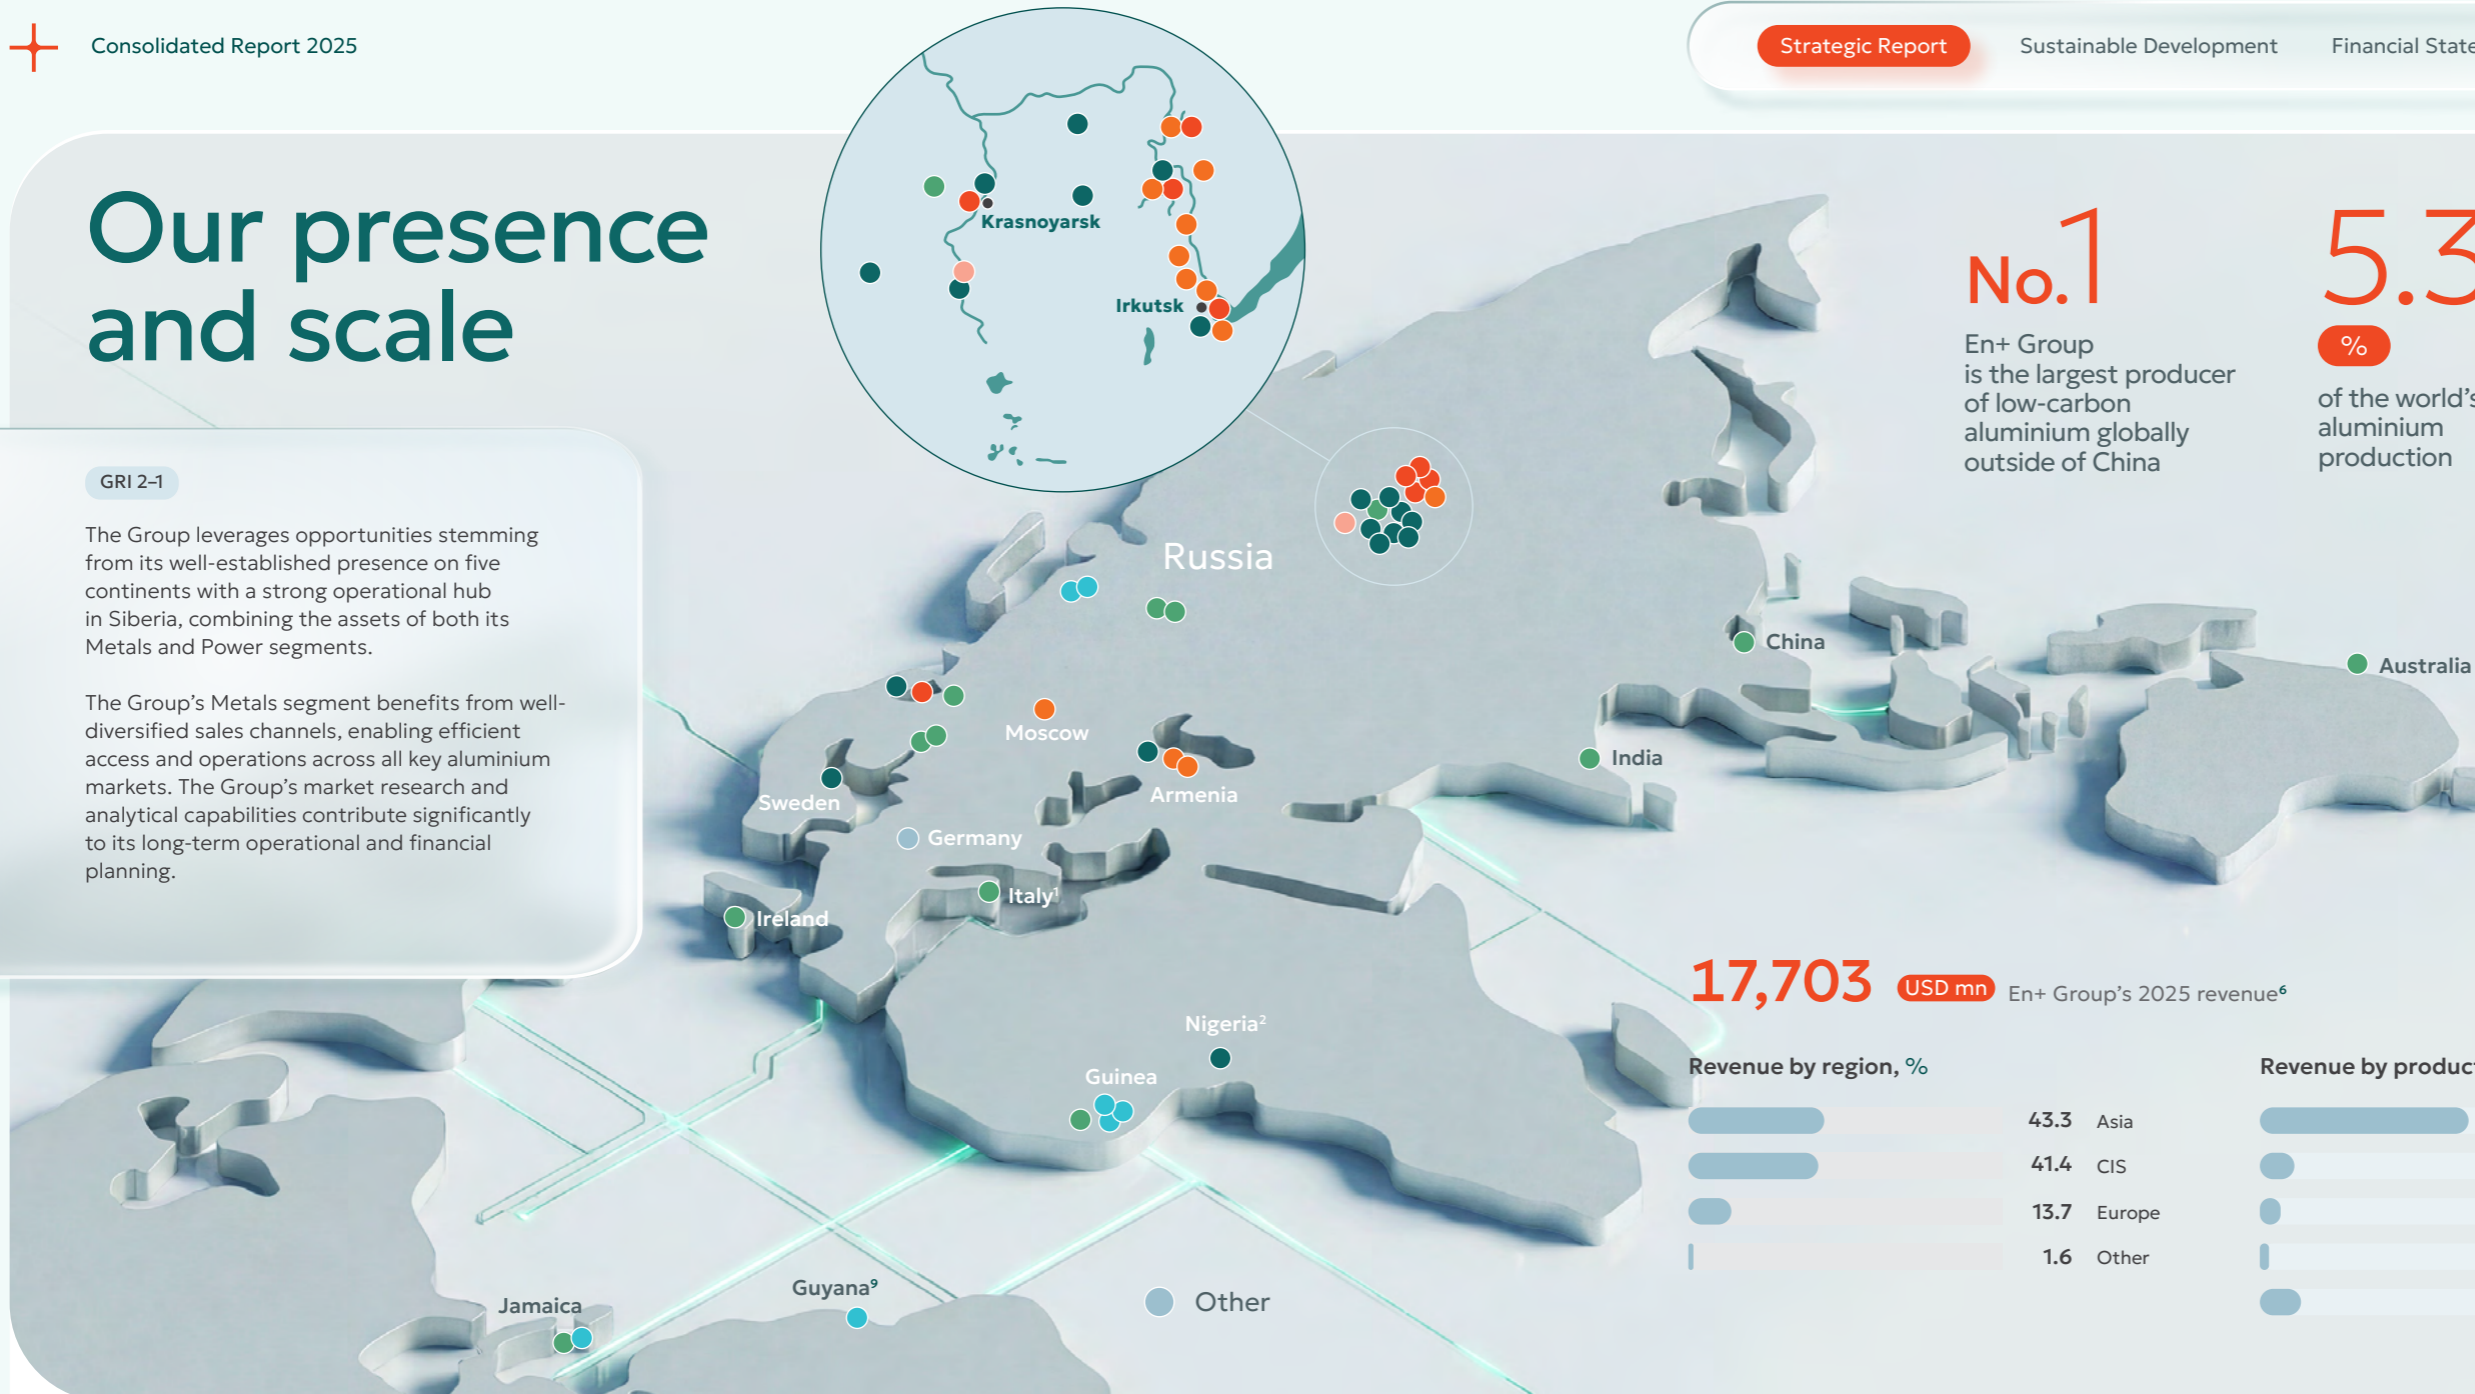 Consolidated Report 2025
Strategic Report
Sustainable Development
Financial State
Our presence
and scale
GRI 2–1
The Group leverages opportunities stemming
from its well-established presence on five
continents with a strong operational hub
in Siberia, combining the assets of both its
Metals and Power segments.
The Group's Metals segment benefits from well-
diversified sales channels, enabling efficient
access and operations across all key aluminium
markets. The Group's market research and
analytical capabilities contribute significantly
to its long-term operational and financial
planning.
Krasnoyarsk
Irkutsk
Russia
Moscow
Sweden
Armenia
Germany
Italy¹
Ireland
China
India
Australia
Nigeria²
Guinea
Jamaica
Guyana⁹
Other
No.1
En+ Group
is the largest producer
of low-carbon
aluminium globally
outside of China
5.3
%
of the world's
aluminium
production
17,703 USD mn En+ Group's 2025 revenue⁶
Revenue by region, %
43.3 Asia
41.4 CIS
13.7 Europe
1.6 Other
Revenue by produc